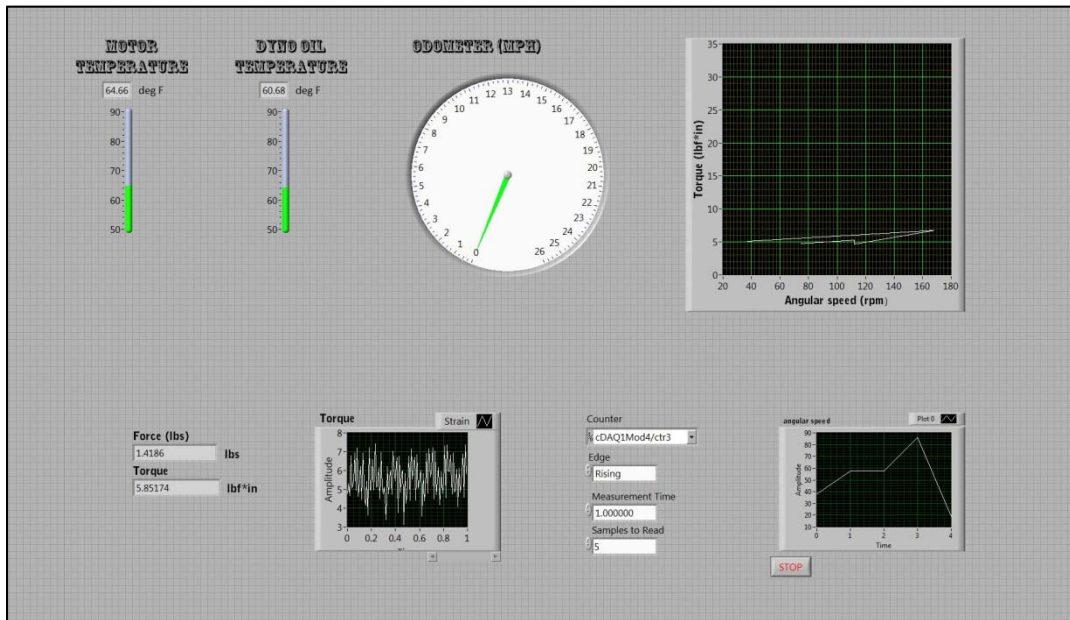 MOTOR
TEMPERATURE
64.66 deg F
90
80
70
60
50
DYNO OIL
TEMPERATURE
60.68 deg F
90
80
70
60
50
ODOMETER (MPH)
0
1
2
3
4
5
6
7
8
9
10
11
12
13
14
15
16
17
18
19
20
21
22
23
24
25
26
Torque (lbf*in)
35
30
25
20
15
10
5
0
20 40 60 80 100 120 140 160 180
Angular speed (rpm)
Force (lbs)
1.4186 lbs
Torque
5.85174 lbf*in
Torque
Strain
Amplitude
8
7
6
5
4
3
0 0.2 0.4 0.6 0.8 1
Counter
cDAQ1Mod4/ctr3
Edge
Rising
Measurement Time
1.000000
Samples to Read
5
angular speed
Plot 0
Amplitude
90
80
70
60
50
40
30
20
10
0 1 2 3 4
Time
STOP